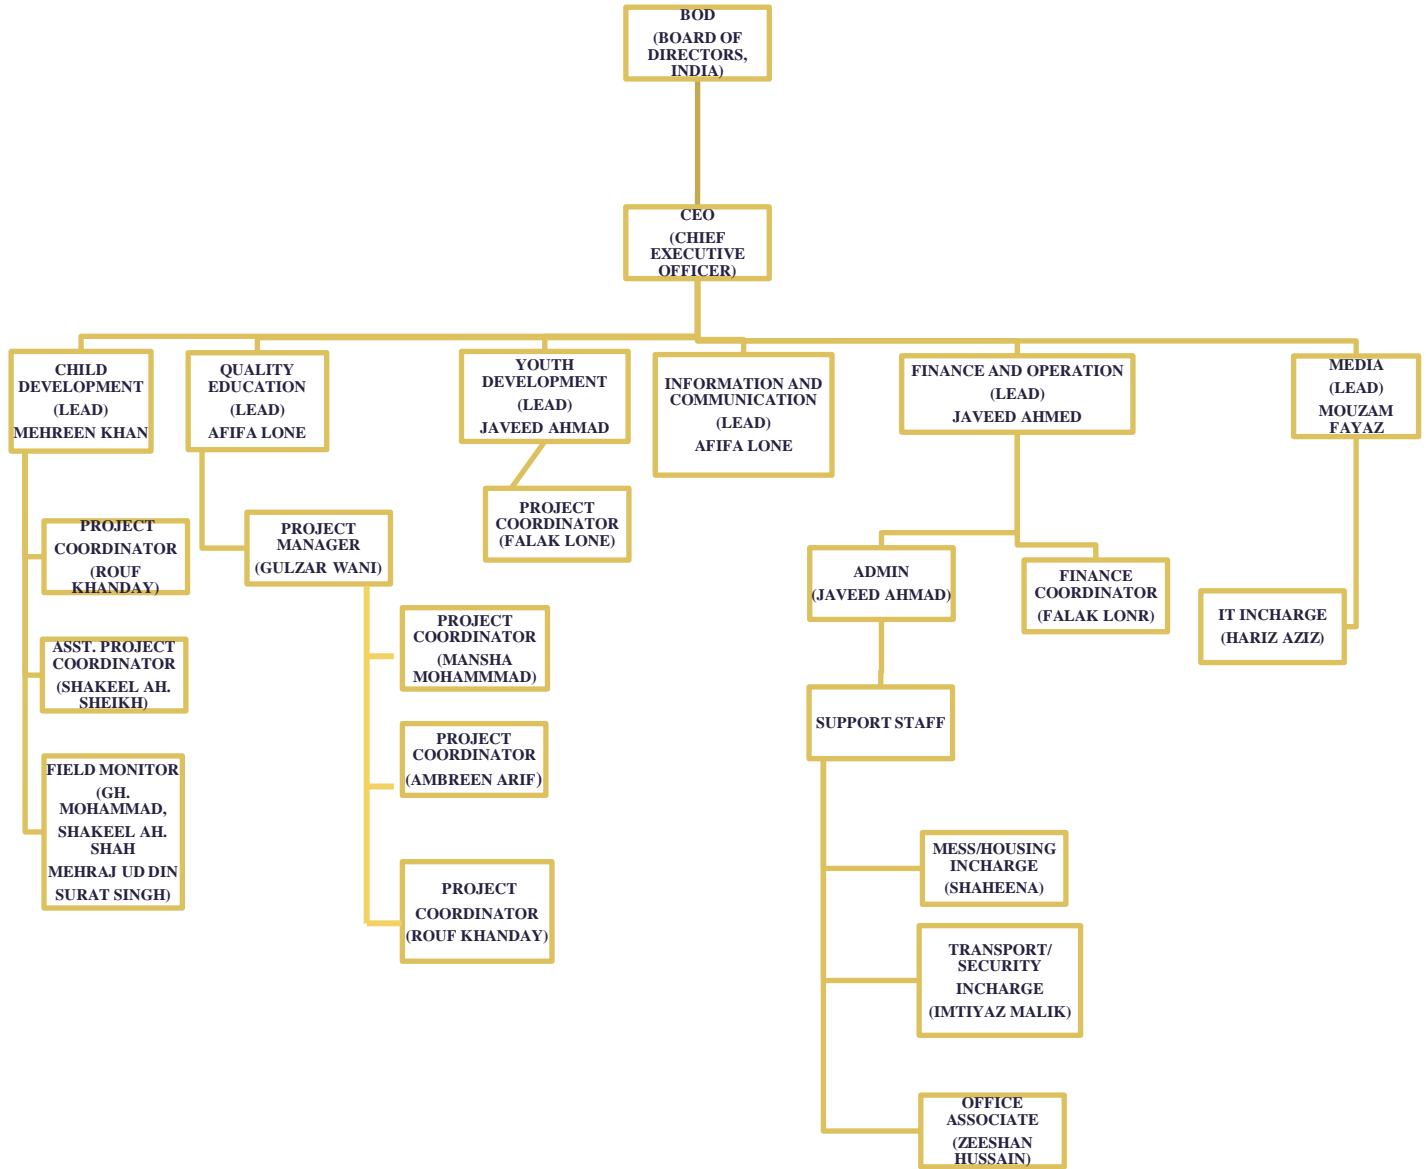 BOD
(BOARD OF
DIRECTORS,
INDIA)
CEO
(CHIEF
EXECUTIVE
OFFICER)
CHILD
DEVELOPMENT
(LEAD)
MEHREEN KHAN
QUALITY
EDUCATION
(LEAD)
AFIFA LONE
YOUTH
DEVELOPMENT
(LEAD)
JAVEED AHMAD
INFORMATION AND
COMMUNICATION
(LEAD)
AFIFA LONE
FINANCE AND OPERATION
(LEAD)
JAVEED AHMED
MEDIA
(LEAD)
MOUZAM
FAYAZ
PROJECT
COORDINATOR
(ROUF
KHANDAY)
ASST. PROJECT
COORDINATOR
(SHAKEEL AH.
SHEIKH)
FIELD MONITOR
(GH.
MOHAMMAD,
SHAKEEL AH.
SHAH
MEHRAJ UD DIN
SURAT SINGH)
PROJECT
MANAGER
(GULZAR WANI)
PROJECT
COORDINATOR
(MANSHA
MOHAMMMAD)
PROJECT
COORDINATOR
(AMBREEN ARIF)
PROJECT
COORDINATOR
(ROUF KHANDAY)
PROJECT
COORDINATOR
(FALAK LONE)
ADMIN
(JAVEED AHMAD)
FINANCE
COORDINATOR
(FALAK LONR)
SUPPORT STAFF
MESS/HOUSING
INCHARGE
(SHAHEENA)
TRANSPORT/
SECURITY
INCHARGE
(IMTIYAZ MALIK)
OFFICE
ASSOCIATE
(ZEESHAN
HUSSAIN)
IT INCHARGE
(HARIZ AZIZ)